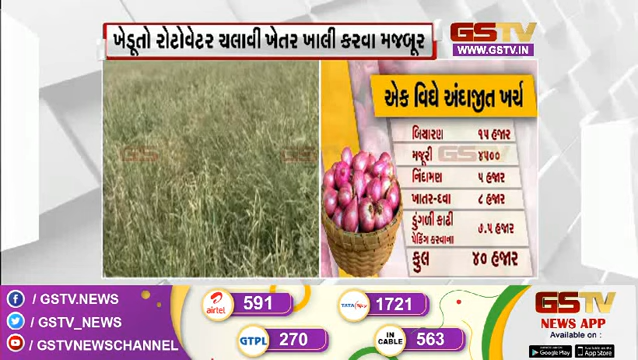 ખેડૂતો રોટોવેટર ચલાવી ખેતર ખાલી કરવા મજબૂર
GSTV
WWW.GSTV.IN
એક વિઘે અંદાજીત ખર્ચ
બિયારણ ૧૫ હજાર
મજૂરી ૪૫૦૦
નિંદામણ ૫ હજાર
ખાતર-દવા ૮ હજાર
ડુંગળી કાઢી
પેકિંગ કરવાના ૭.૫ હજાર
કુલ ૪૦ હજાર
/ GSTV.NEWS
/ GSTV_NEWS
/ GSTVNEWSCHANNEL
airtel 591
TATA Play 1721
GTPL 270
IN CABLE 563
GSTV
NEWS APP
Available on :
Google Play App Store